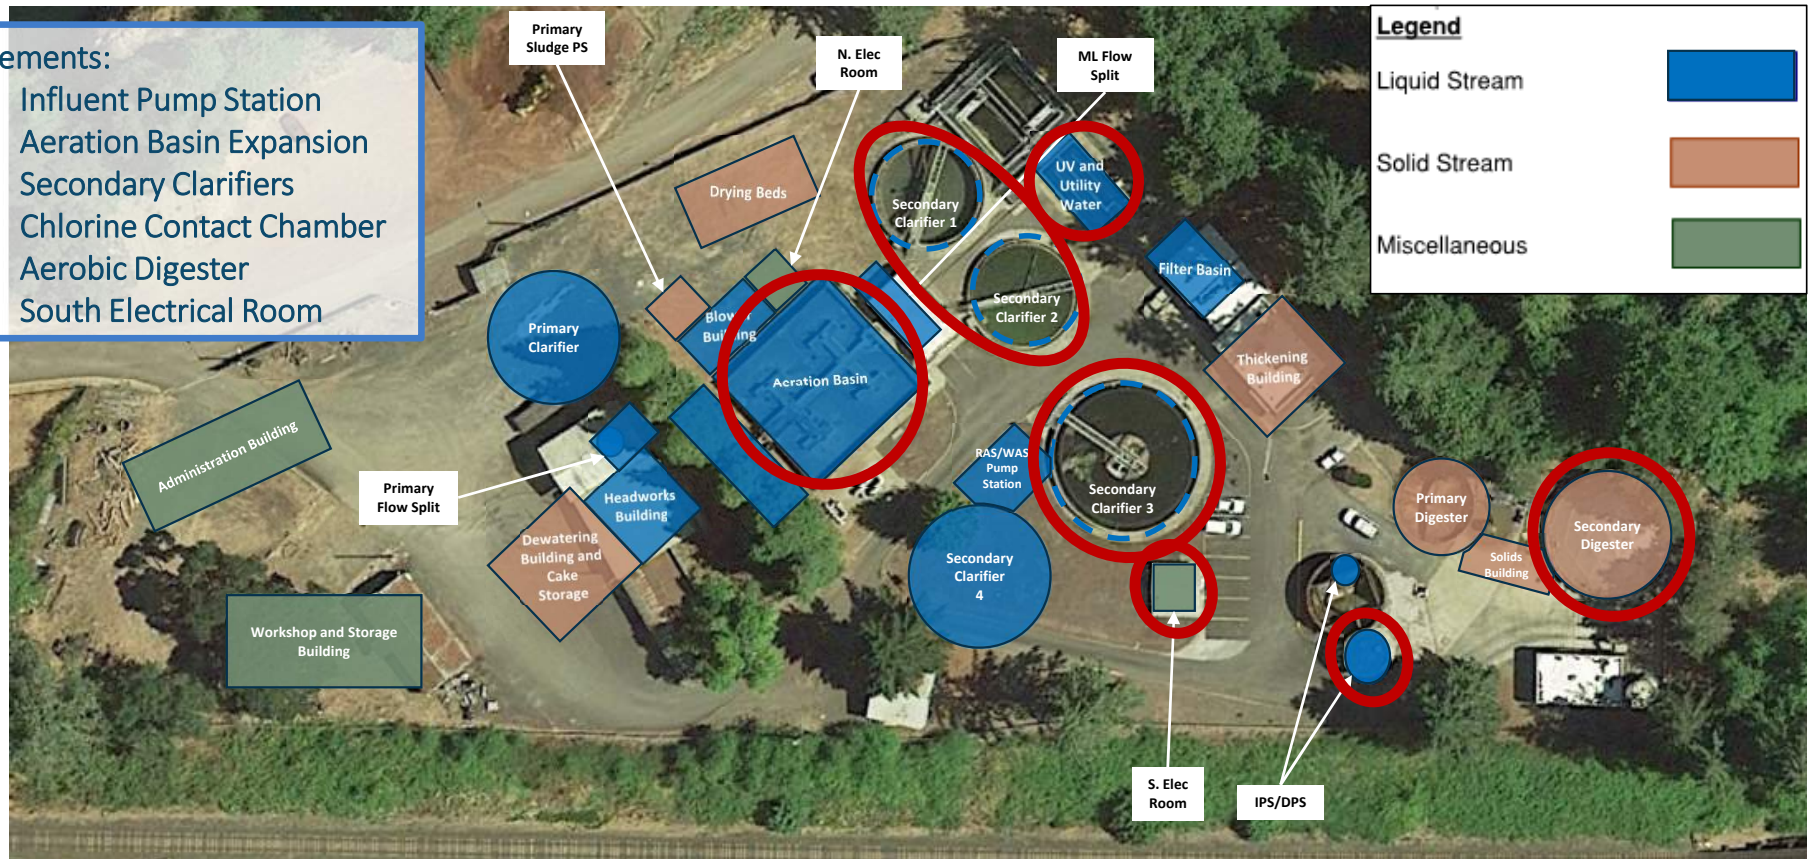 ements:
Influent Pump Station
Aeration Basin Expansion
Secondary Clarifiers
Chlorine Contact Chamber
Aerobic Digester
South Electrical Room
Primary
Sludge PS
N. Elec
Room
ML Flow
Split
Legend
Liquid Stream
Solid Stream
Miscellaneous
Drying Beds
Secondary
Clarifier 1
UV and
Utility
Water
Filter Basin
Secondary
Clarifier 2
Primary
Clarifier
Blower
Building
Aeration Basin
Thickening
Building
Administration Building
Primary
Flow Split
Headworks
Building
Dewatering
Building and
Cake
Storage
RAS/WAS
Pump
Station
Secondary
Clarifier 3
Secondary
Clarifier
4
Primary
Digester
Solids
Building
Secondary
Digester
Workshop and Storage
Building
S. Elec
Room
IPS/DPS